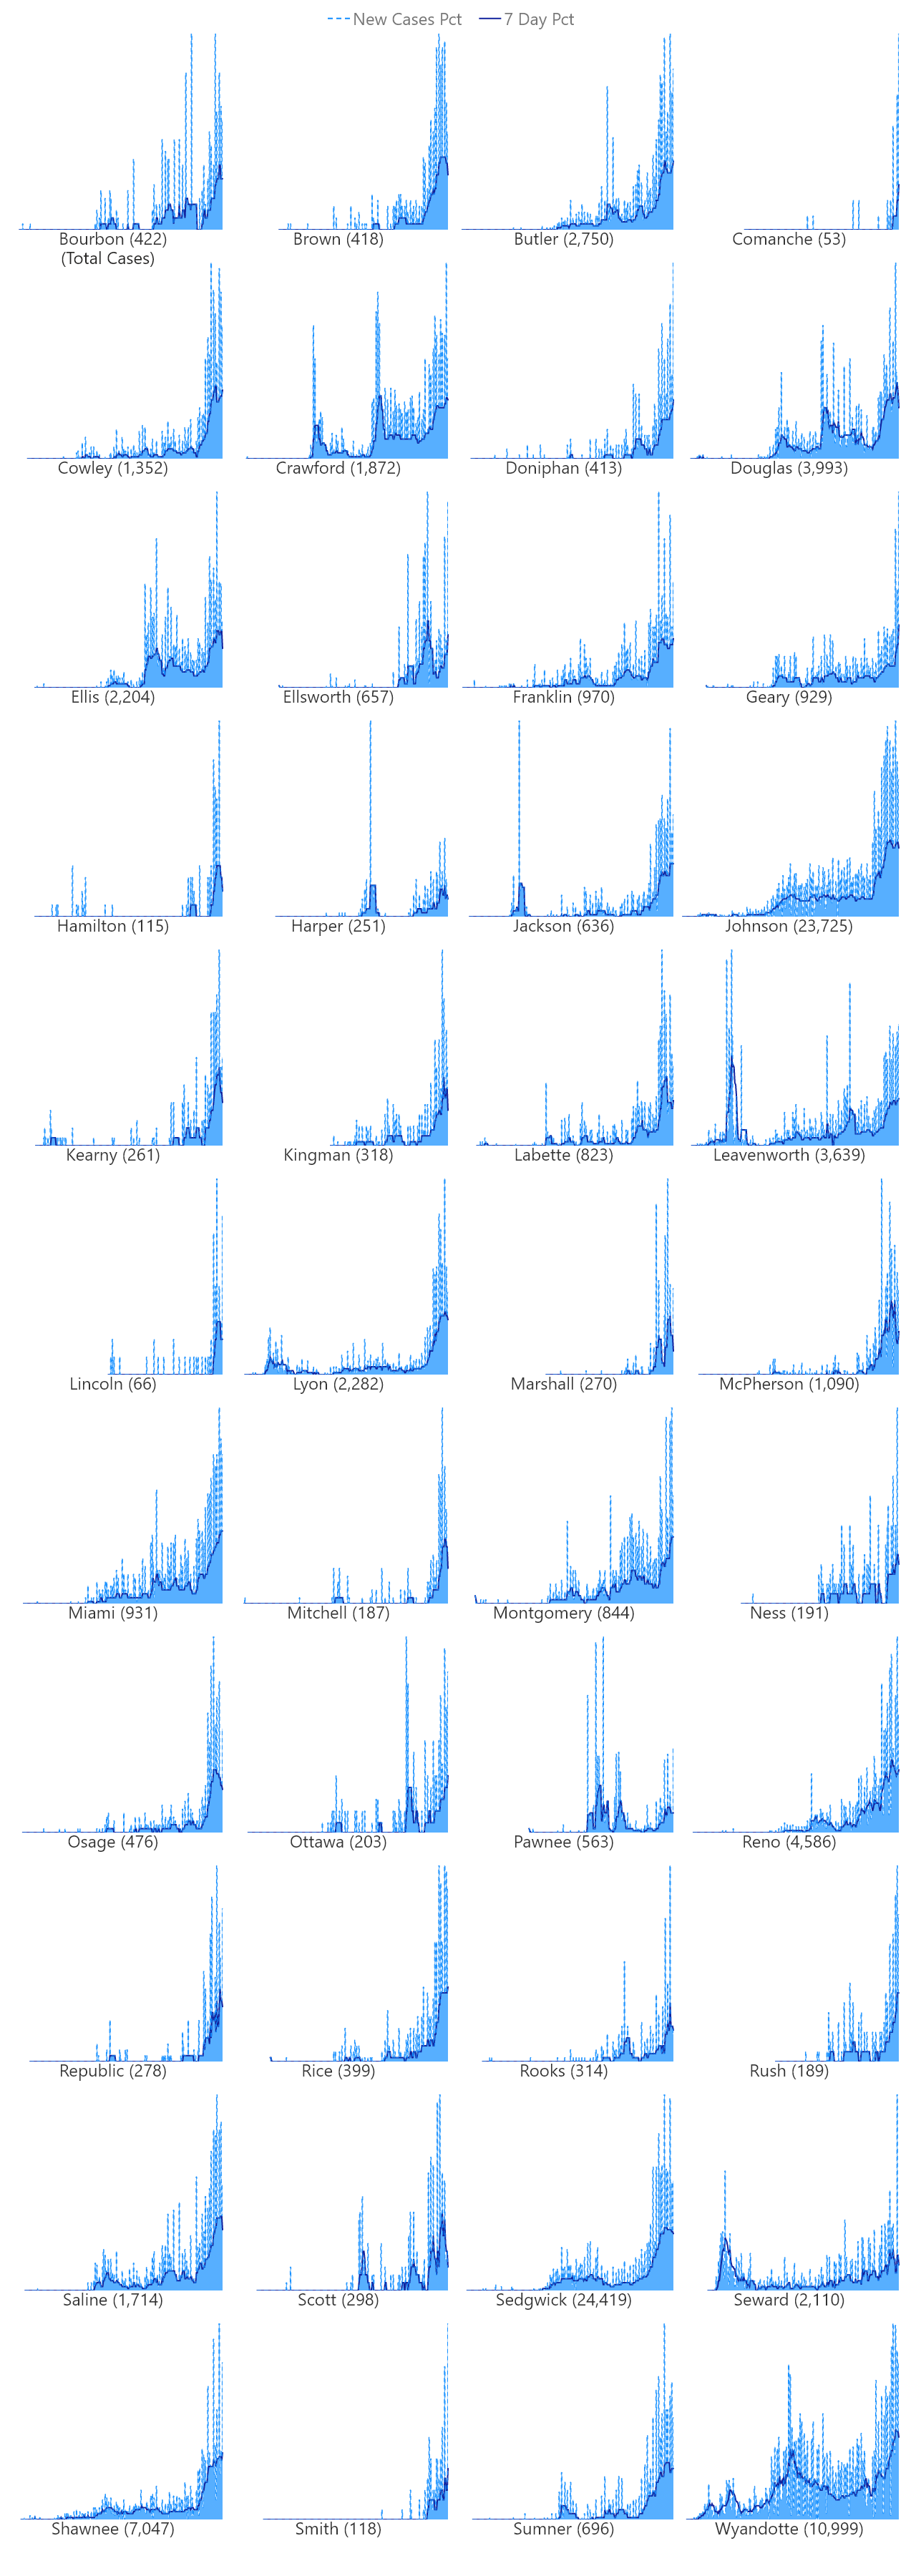 New Cases Pct 7 Day Pct
Bourbon (422) Brown (418) Butler (2,750) Comanche (53)
(Total Cases)
Cowley (1,352) Crawford (1,872) Doniphan (413) Douglas (3,993)
Ellis (2,204) Ellsworth (657) Franklin (970) Geary (929)
Hamilton (115) Harper (251) Jackson (636) Johnson (23,725)
Kearny (261) Kingman (318) Labette (823) Leavenworth (3,639)
Lincoln (66) Lyon (2,282) Marshall (270) McPherson (1,090)
Miami (931) Mitchell (187) Montgomery (844) Ness (191)
Osage (476) Ottawa (203) Pawnee (563) Reno (4,586)
Republic (278) Rice (399) Rooks (314) Rush (189)
Saline (1,714) Scott (298) Sedgwick (24,419) Seward (2,110)
Shawnee (7,047) Smith (118) Sumner (696) Wyandotte (10,999)